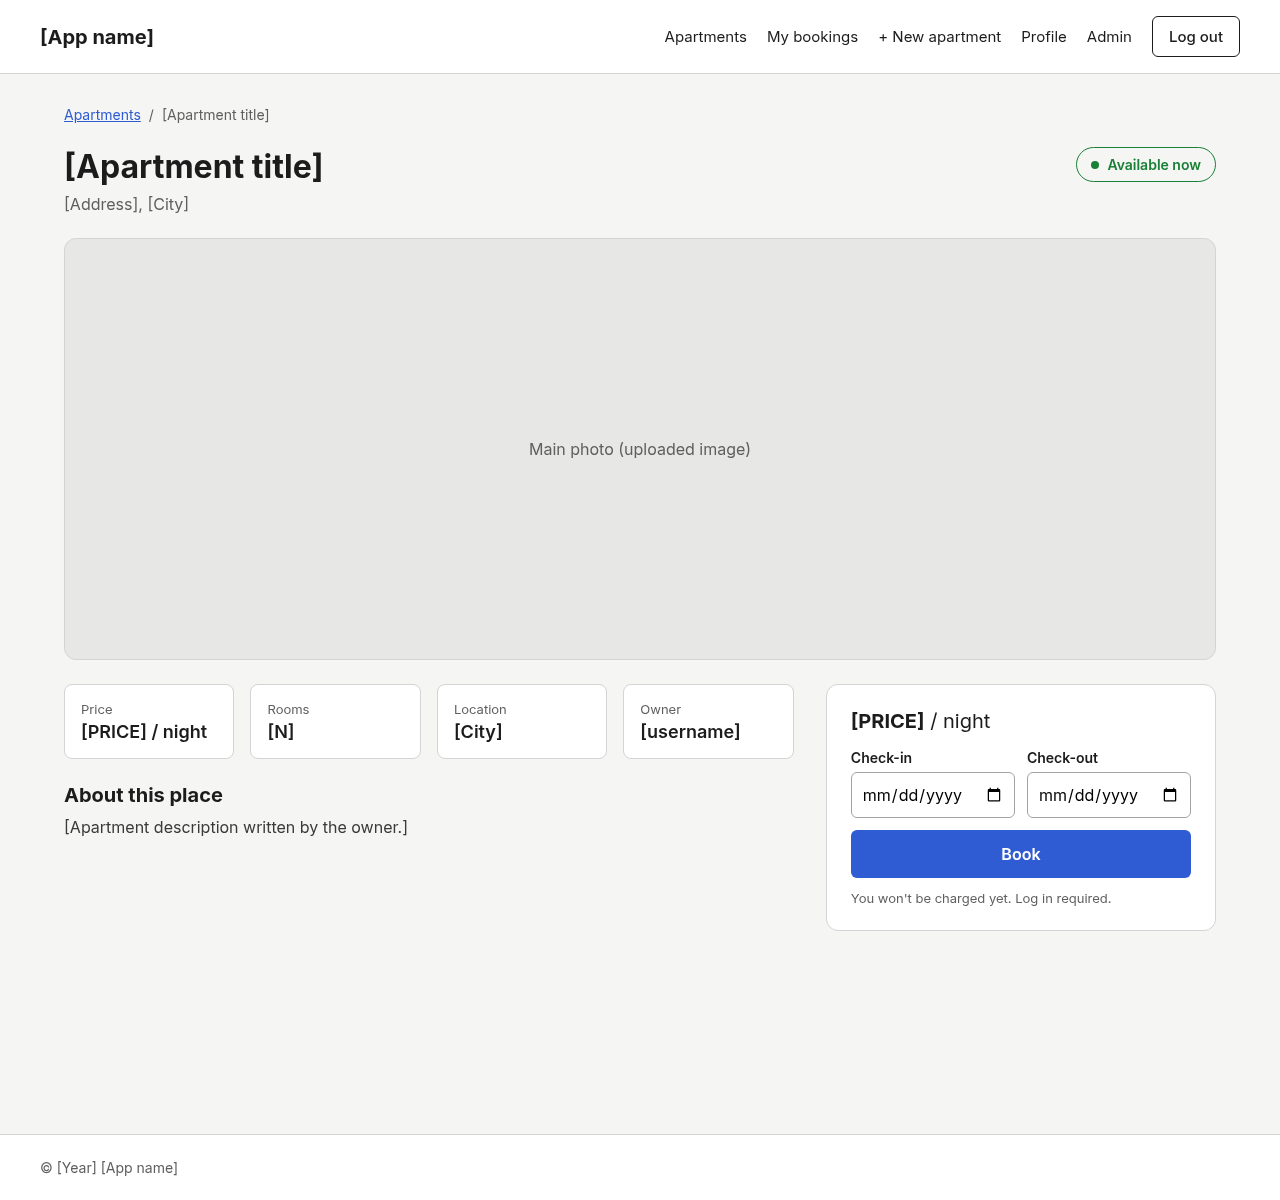 [App name]
Apartments
My bookings
+ New apartment
Profile
Admin
Log out
Apartments / [Apartment title]
[Apartment title]
Available now
[Address], [City]
Main photo (uploaded image)
Price
[PRICE] / night
Rooms
[N]
Location
[City]
Owner
[username]
About this place
[Apartment description written by the owner.]
[PRICE] / night
Check-in
Check-out
mm/dd/yyyy
mm/dd/yyyy
Book
You won't be charged yet. Log in required.
© [Year] [App name]